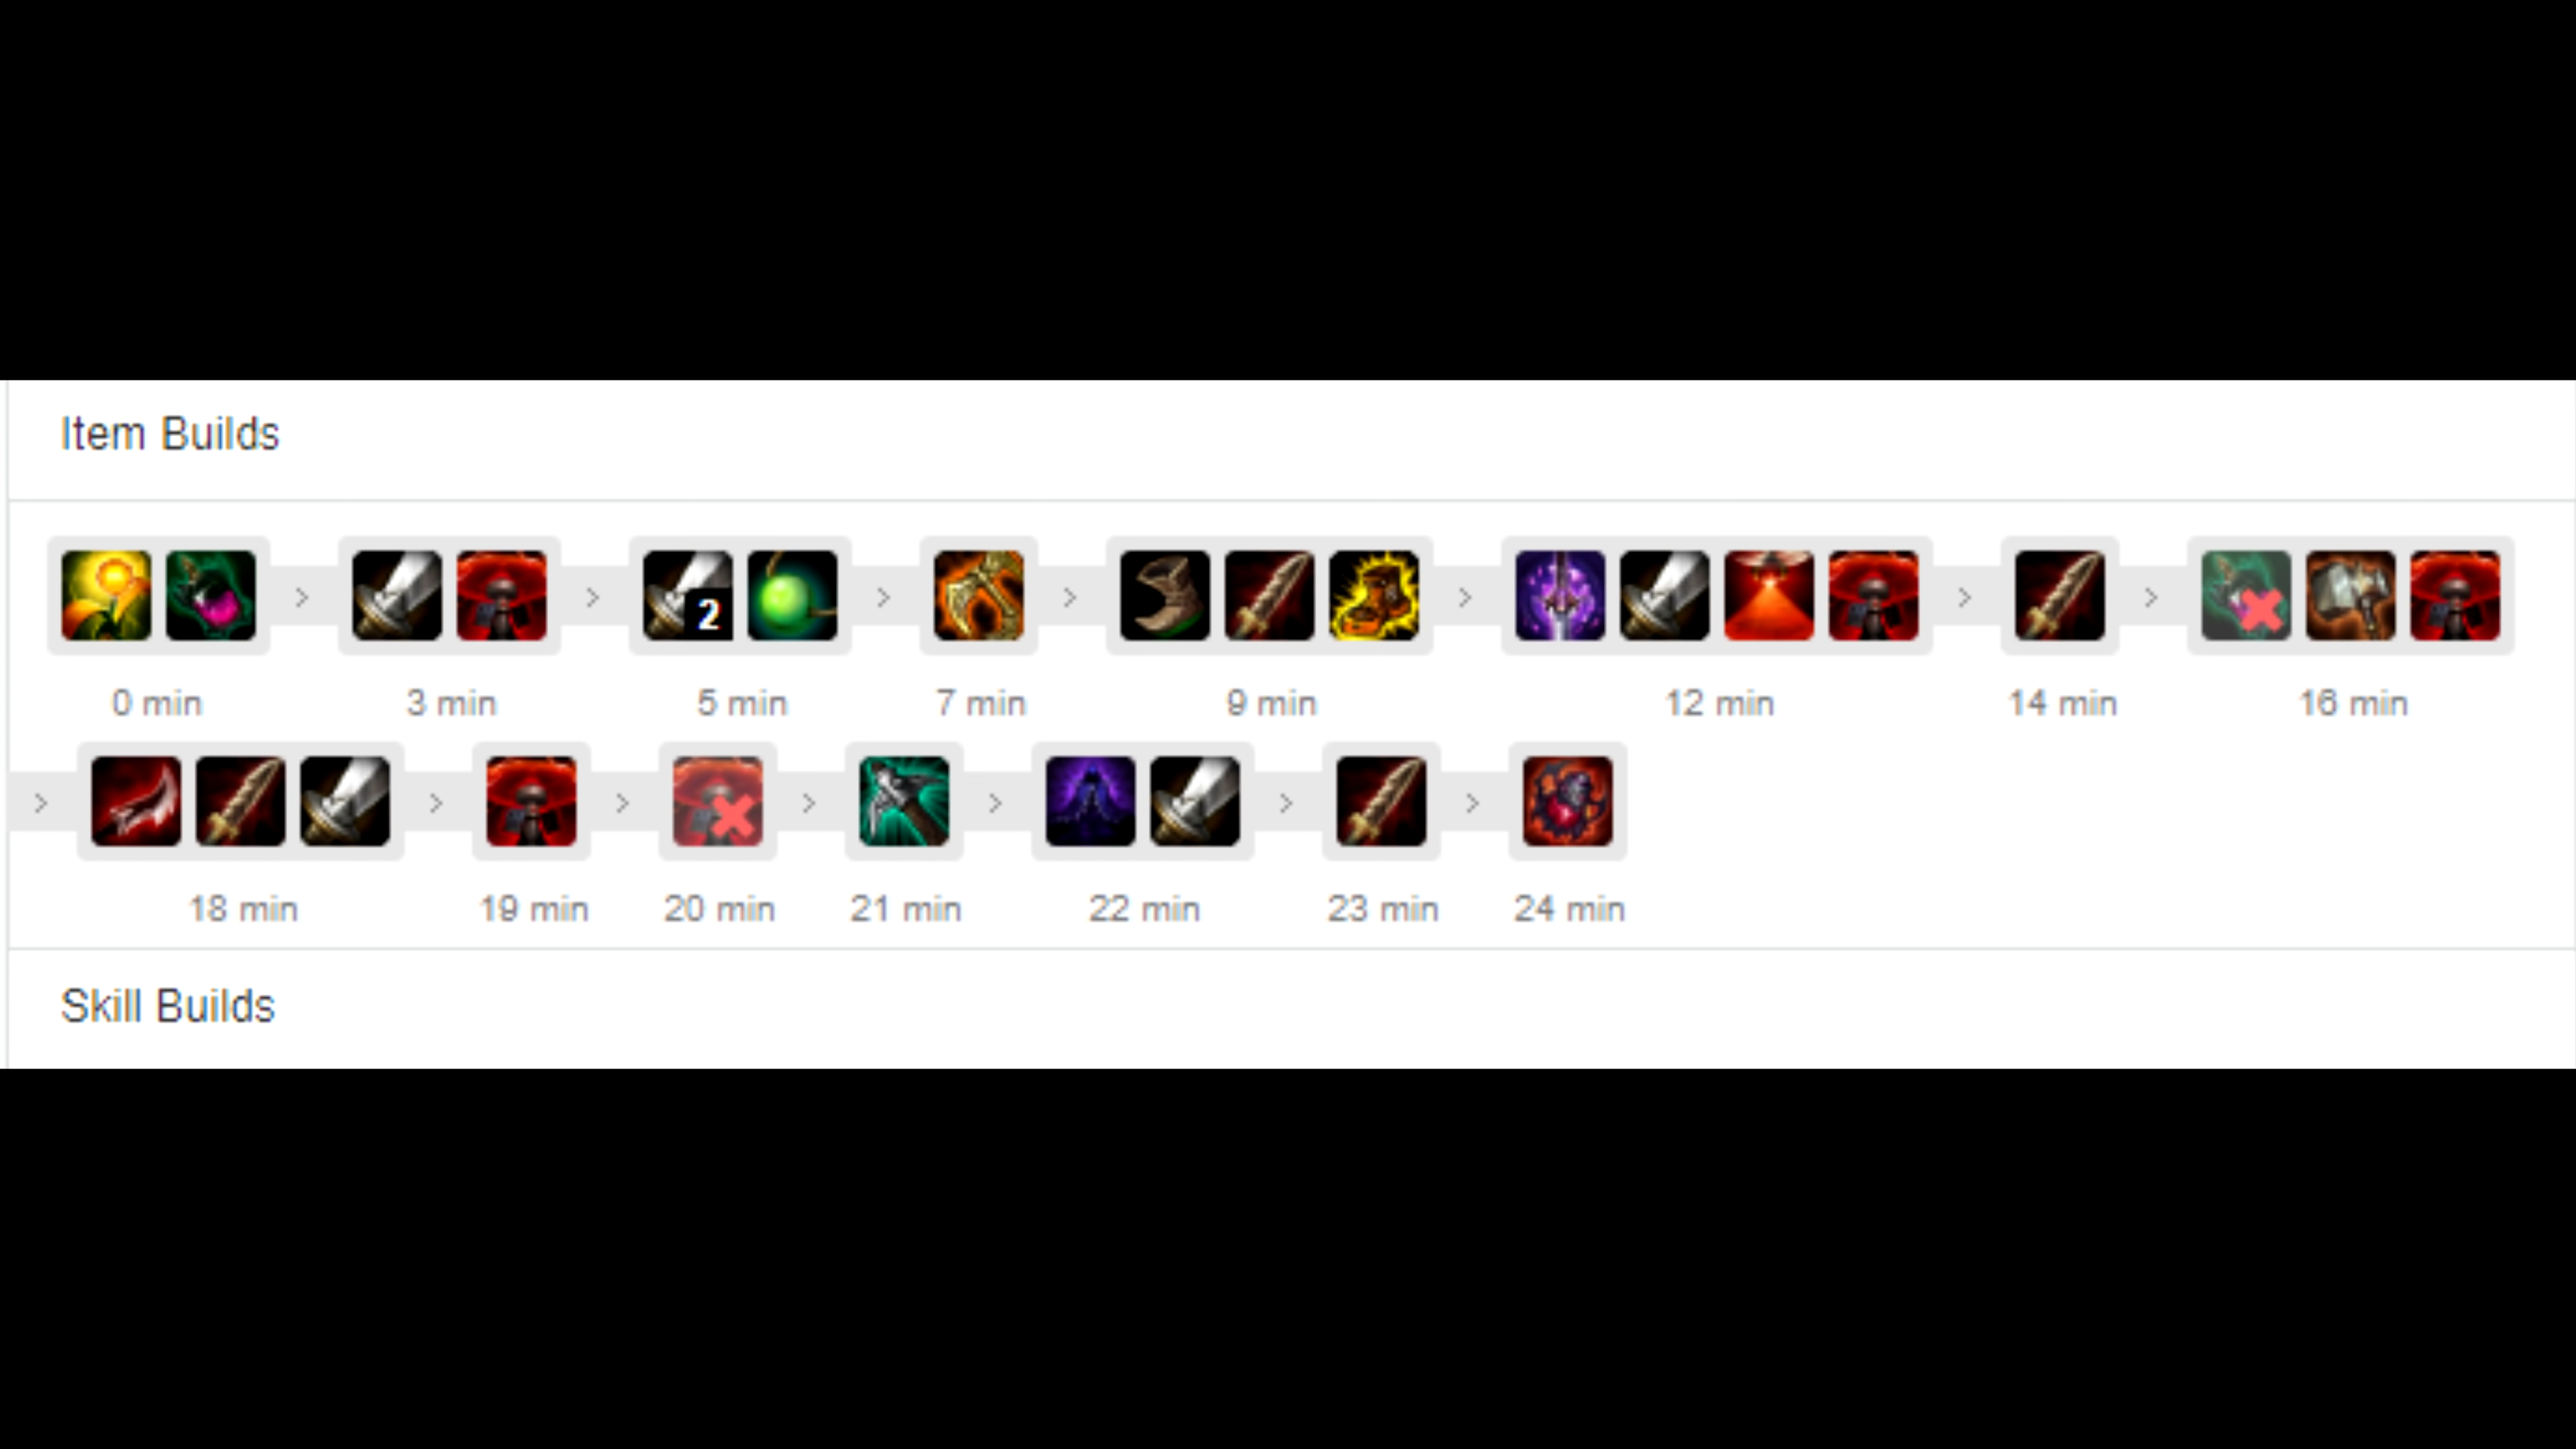 Item Builds
2
0 min 3 min 5 min 7 min 9 min 12 min 14 min 16 min
18 min 19 min 20 min 21 min 22 min 23 min 24 min
Skill Builds